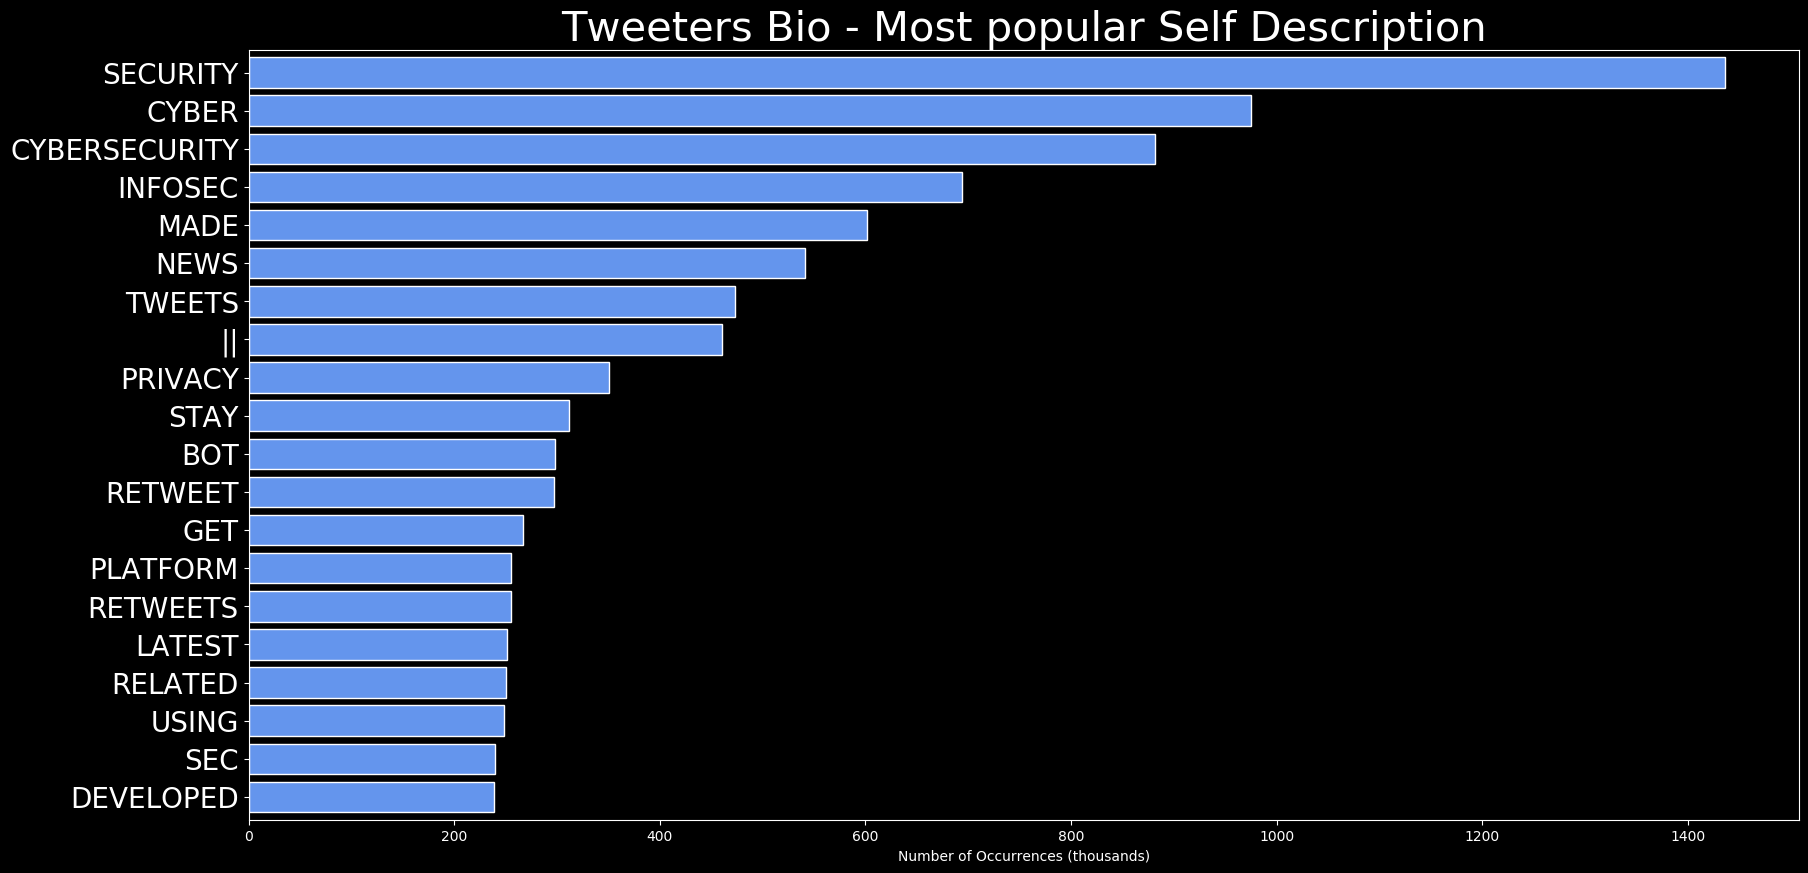 Tweeters Bio - Most popular Self Description
SECURITY
CYBER
CYBERSECURITY
INFOSEC
MADE
NEWS
TWEETS
||
PRIVACY
STAY
BOT
RETWEET
GET
PLATFORM
RETWEETS
LATEST
RELATED
USING
SEC
DEVELOPED
0 200 400 600 800 1000 1200 1400
Number of Occurrences (thousands)